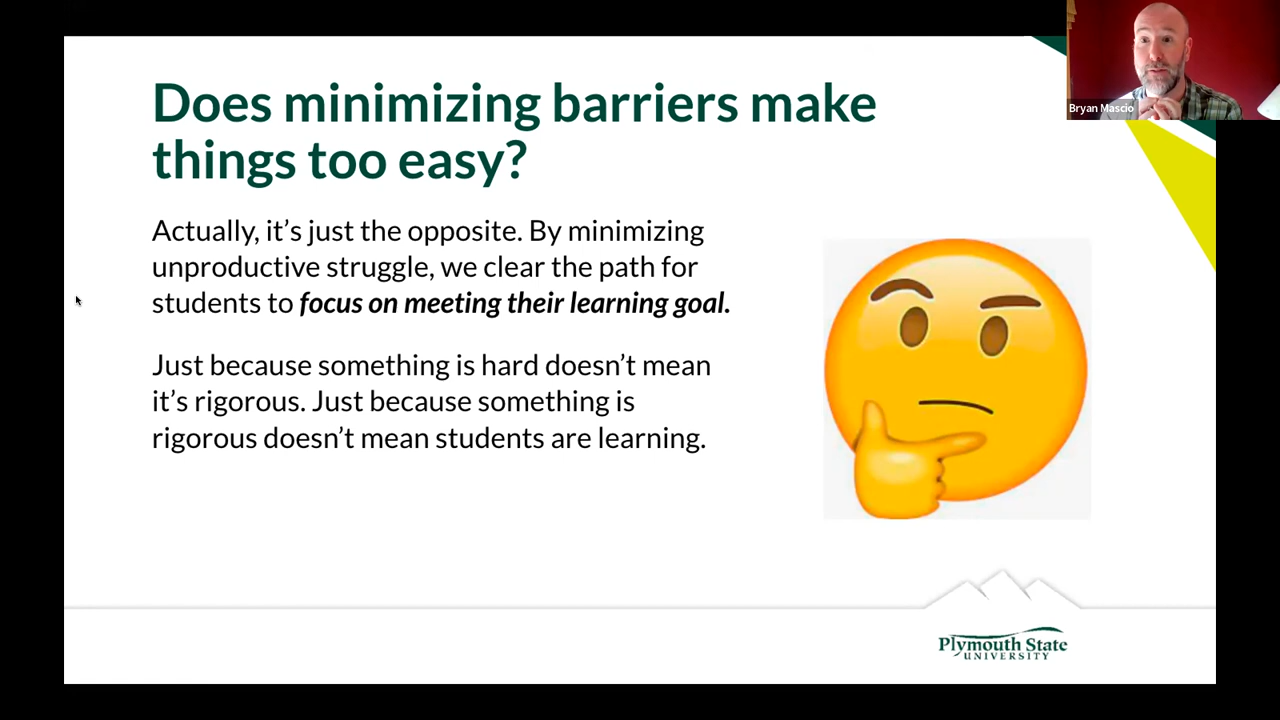 Does minimizing barriers make
things too easy?
Bryan Mascio
Actually, it’s just the opposite. By minimizing
unproductive struggle, we clear the path for
students to focus on meeting their learning goal.
Just because something is hard doesn’t mean
it’s rigorous. Just because something is
rigorous doesn’t mean students are learning.
Plymouth State
UNIVERSITY